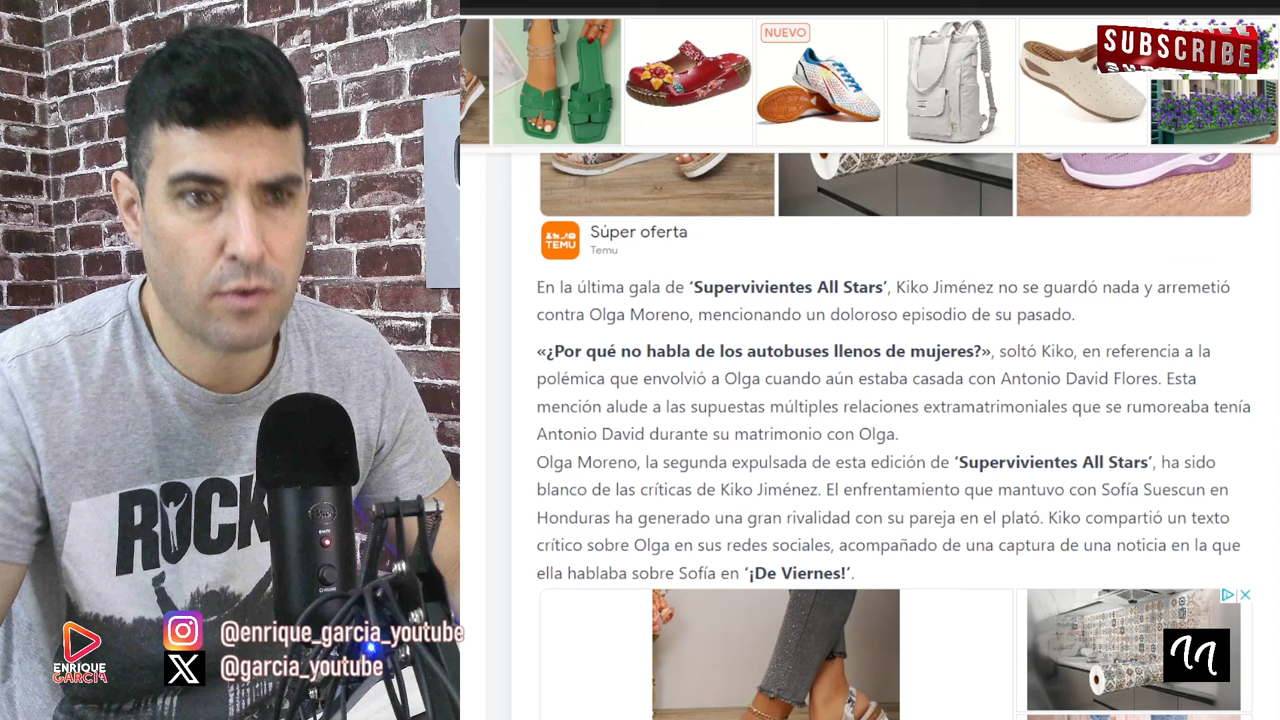 NUEVO
SUBSCRIBE
TEMU
Súper oferta
Temu
En la última gala de ‘Supervivientes All Stars’, Kiko Jiménez no se guardó nada y arremetió
contra Olga Moreno, mencionando un doloroso episodio de su pasado.
«¿Por qué no habla de los autobuses llenos de mujeres?», soltó Kiko, en referencia a la
polémica que envolvió a Olga cuando aún estaba casada con Antonio David Flores. Esta
mención alude a las supuestas múltiples relaciones extramatrimoniales que se rumoreaba tenía
Antonio David durante su matrimonio con Olga.
Olga Moreno, la segunda expulsada de esta edición de ‘Supervivientes All Stars’, ha sido
blanco de las críticas de Kiko Jiménez. El enfrentamiento que mantuvo con Sofía Suescun en
Honduras ha generado una gran rivalidad con su pareja en el plató. Kiko compartió un texto
crítico sobre Olga en sus redes sociales, acompañado de una captura de una noticia en la que
ella hablaba sobre Sofía en ‘¡De Viernes!’.
ROCK
@enrique_garcia_youtube
@garcia_youtube
ENRIQUE
GARCIA